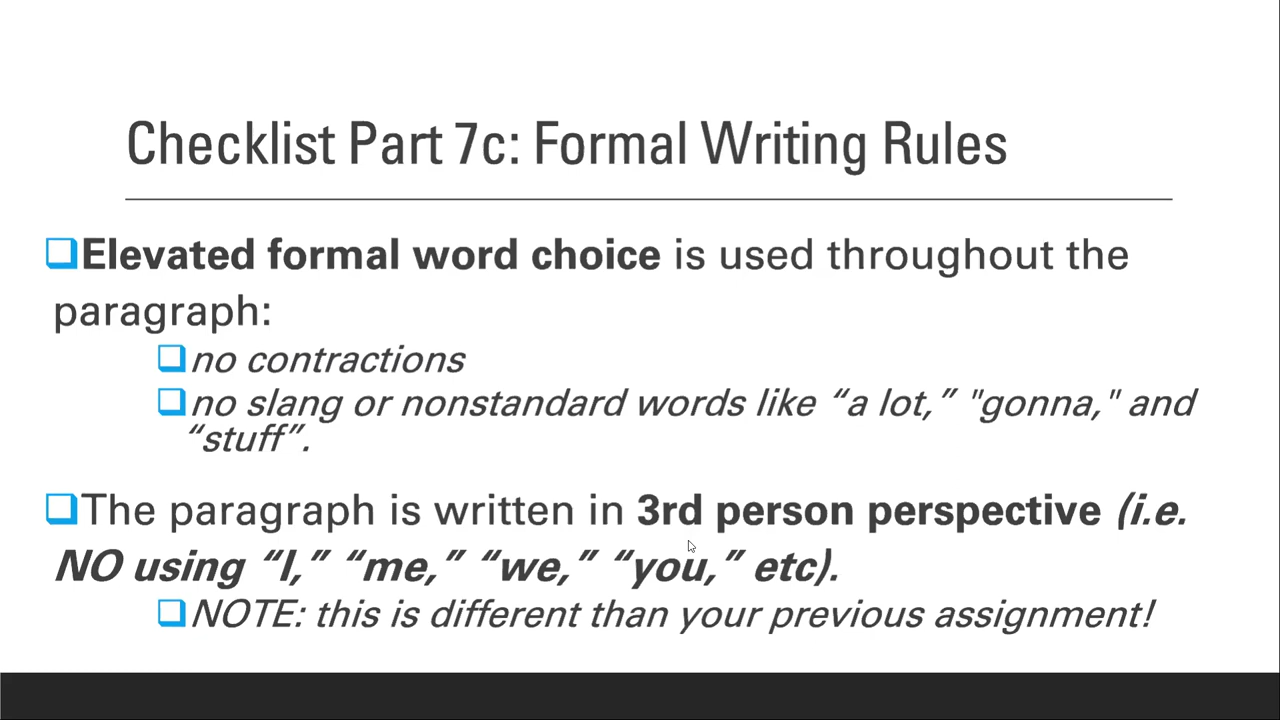 Checklist Part 7c: Formal Writing Rules
Elevated formal word choice is used throughout the
paragraph:
no contractions
no slang or nonstandard words like “a lot,” "gonna," and
“stuff”.
The paragraph is written in 3rd person perspective (i.e.
NO using “I,” “me,” “we,” “you,” etc).
NOTE: this is different than your previous assignment!